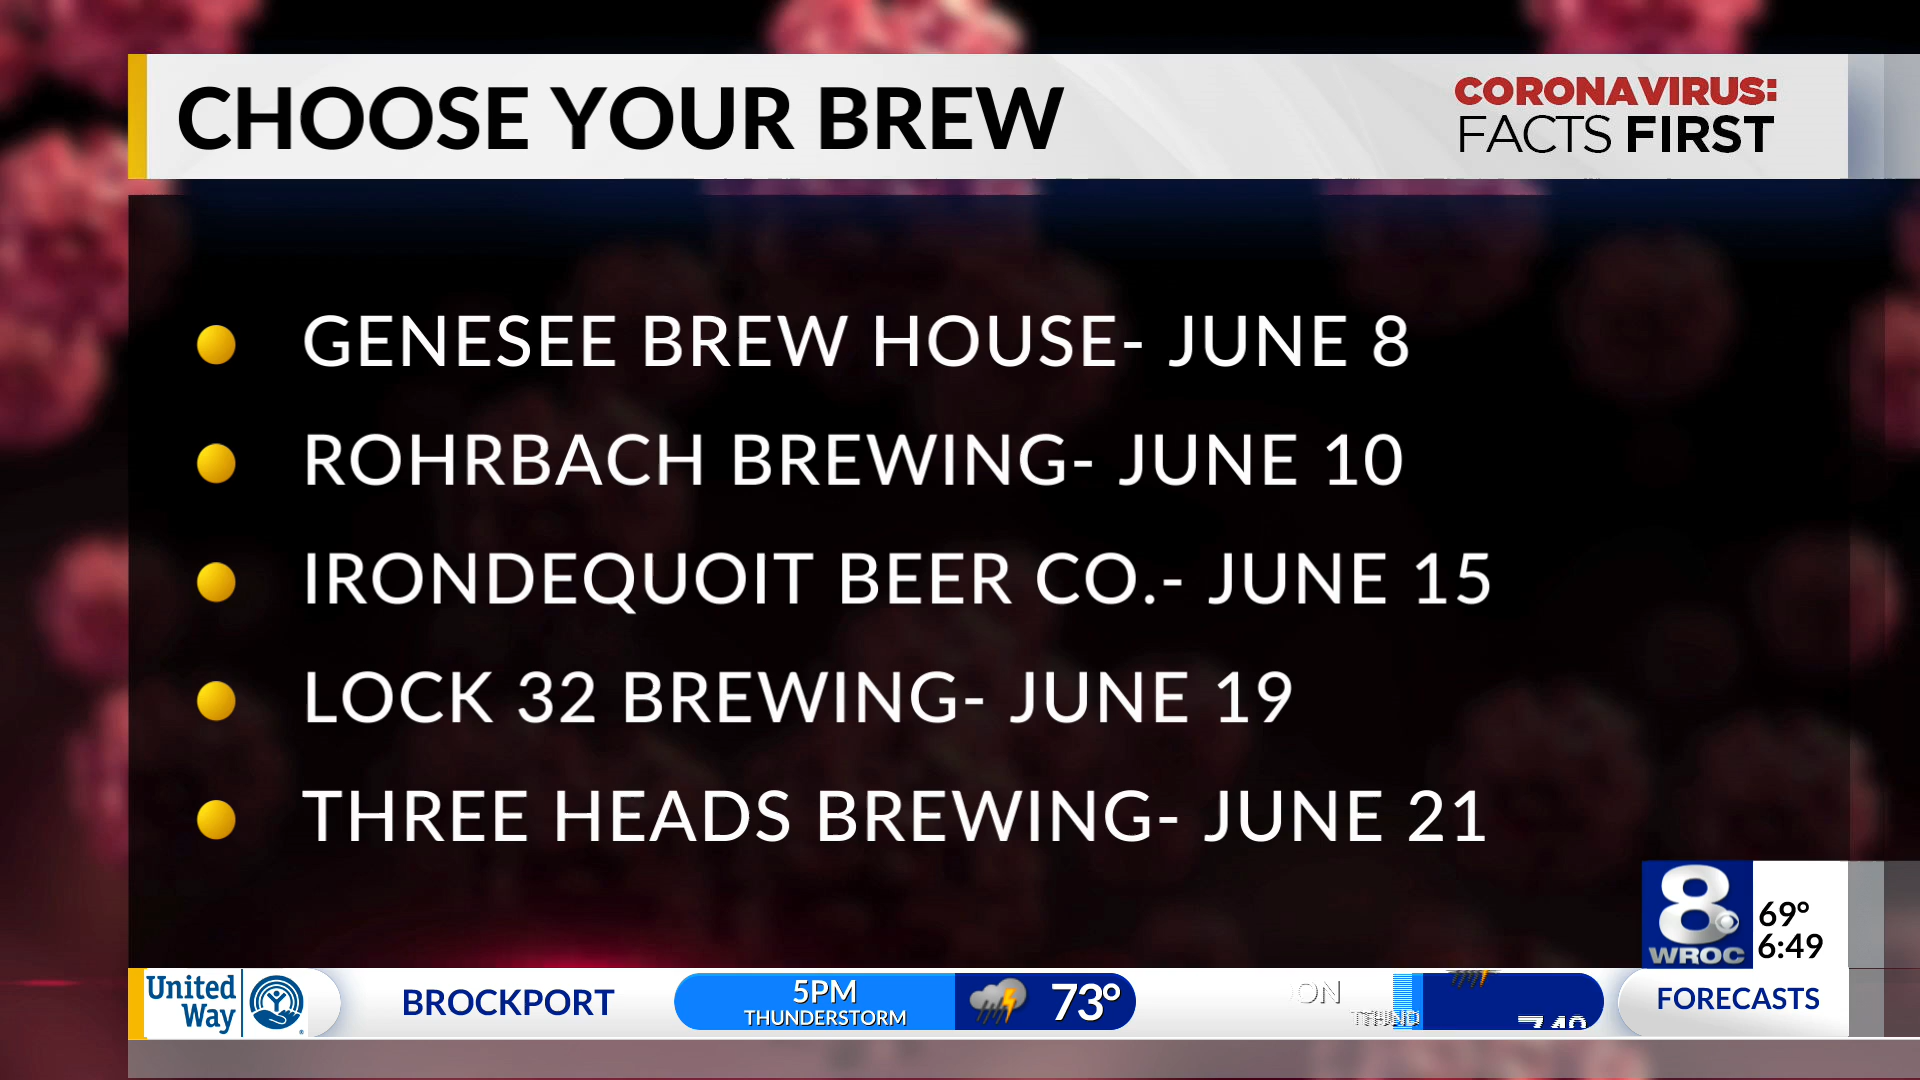 CHOOSE YOUR BREW
CORONAVIRUS:
FACTS FIRST
GENESEE BREW HOUSE- JUNE 8
ROHRBACH BREWING- JUNE 10
IRONDEQUOIT BEER CO.- JUNE 15
LOCK 32 BREWING- JUNE 19
THREE HEADS BREWING- JUNE 21
8
WROC
69°
6:49
United
Way
BROCKPORT
5PM
THUNDERSTORM
73°
ON
FORECASTS